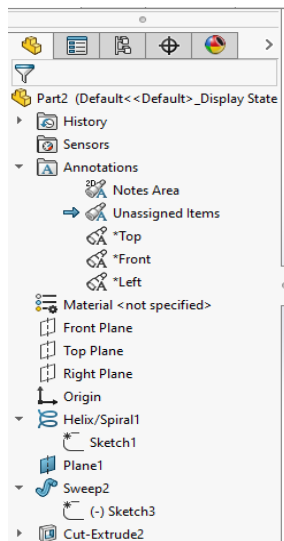 Part2 (Default<<Default>_Display State
History
Sensors
Annotations
Notes Area
Unassigned Items
*Top
*Front
*Left
Material <not specified>
Front Plane
Top Plane
Right Plane
Origin
Helix/Spiral1
Sketch1
Plane1
Sweep2
(-) Sketch3
Cut-Extrude2